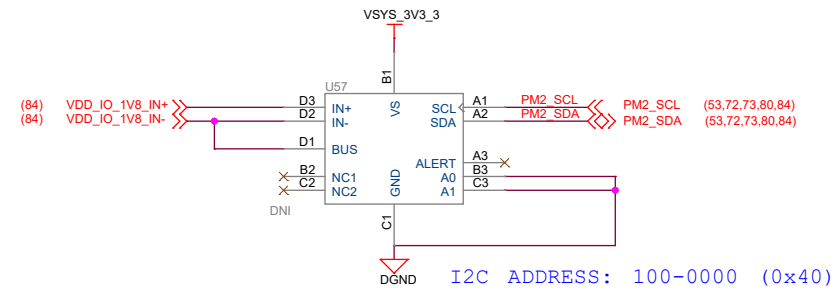 VSYS_3V3_3
B1
U57
(84) VDD_IO_1V8_IN+ D3 IN+ VS SCL A1 PM2_SCL PM2_SCL (53,72,73,80,84)
(84) VDD_IO_1V8_IN- D2 IN- SDA A2 PM2_SDA PM2_SDA (53,72,73,80,84)
D1 BUS
ALERT A3
B2 NC1 A0 B3
C2 NC2 GND A1 C3
DNI
C1
DGND I2C ADDRESS: 100-0000 (0x40)